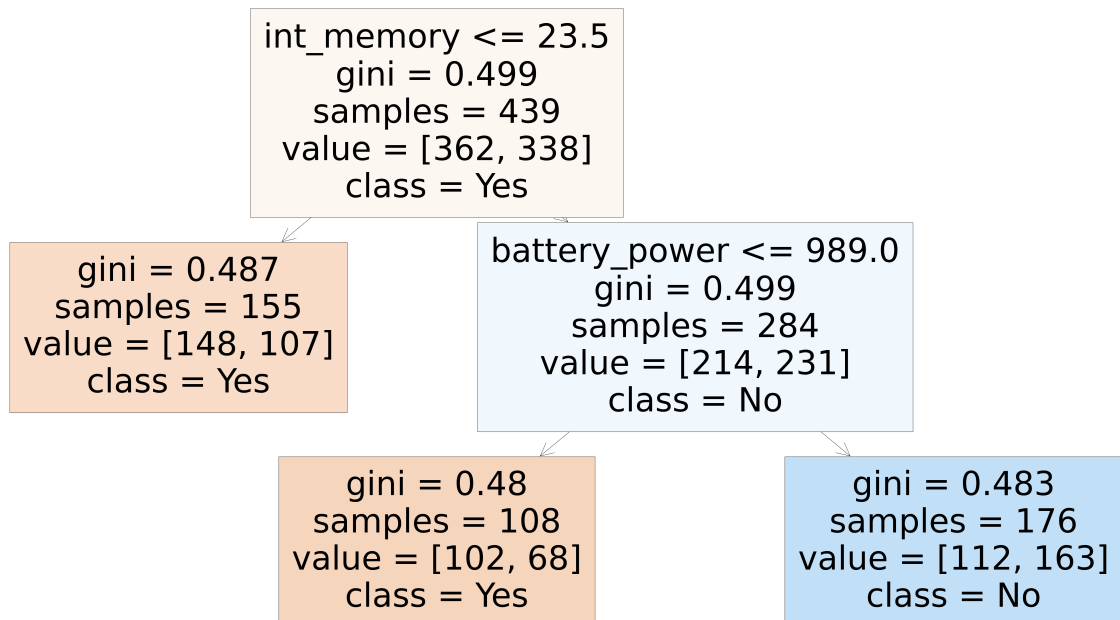 int_memory <= 23.5
gini = 0.499
samples = 439
value = [362, 338]
class = Yes
gini = 0.487
samples = 155
value = [148, 107]
class = Yes
battery_power <= 989.0
gini = 0.499
samples = 284
value = [214, 231]
class = No
gini = 0.48
samples = 108
value = [102, 68]
class = Yes
gini = 0.483
samples = 176
value = [112, 163]
class = No